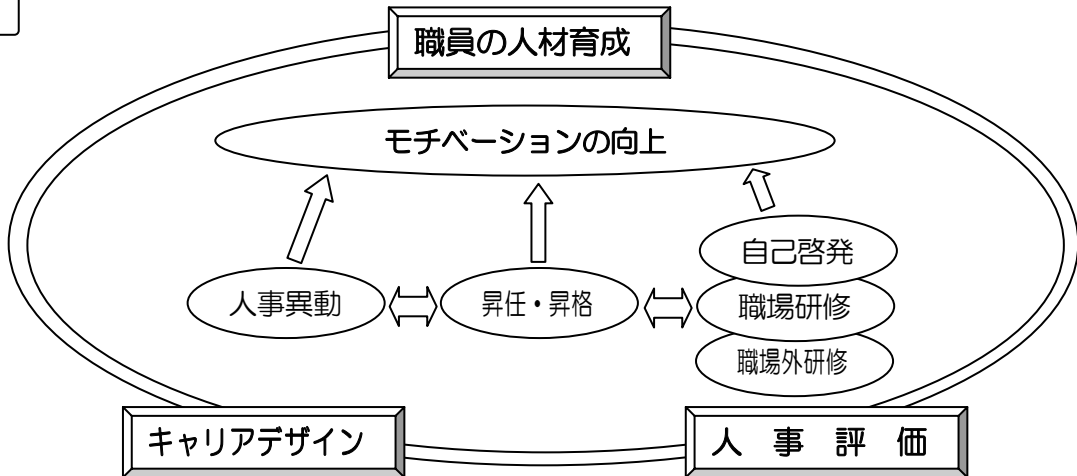 職員の人材育成
モチベーションの向上
自己啓発
人事異動
昇任・昇格
職場研修
職場外研修
キャリアデザイン
人事評価